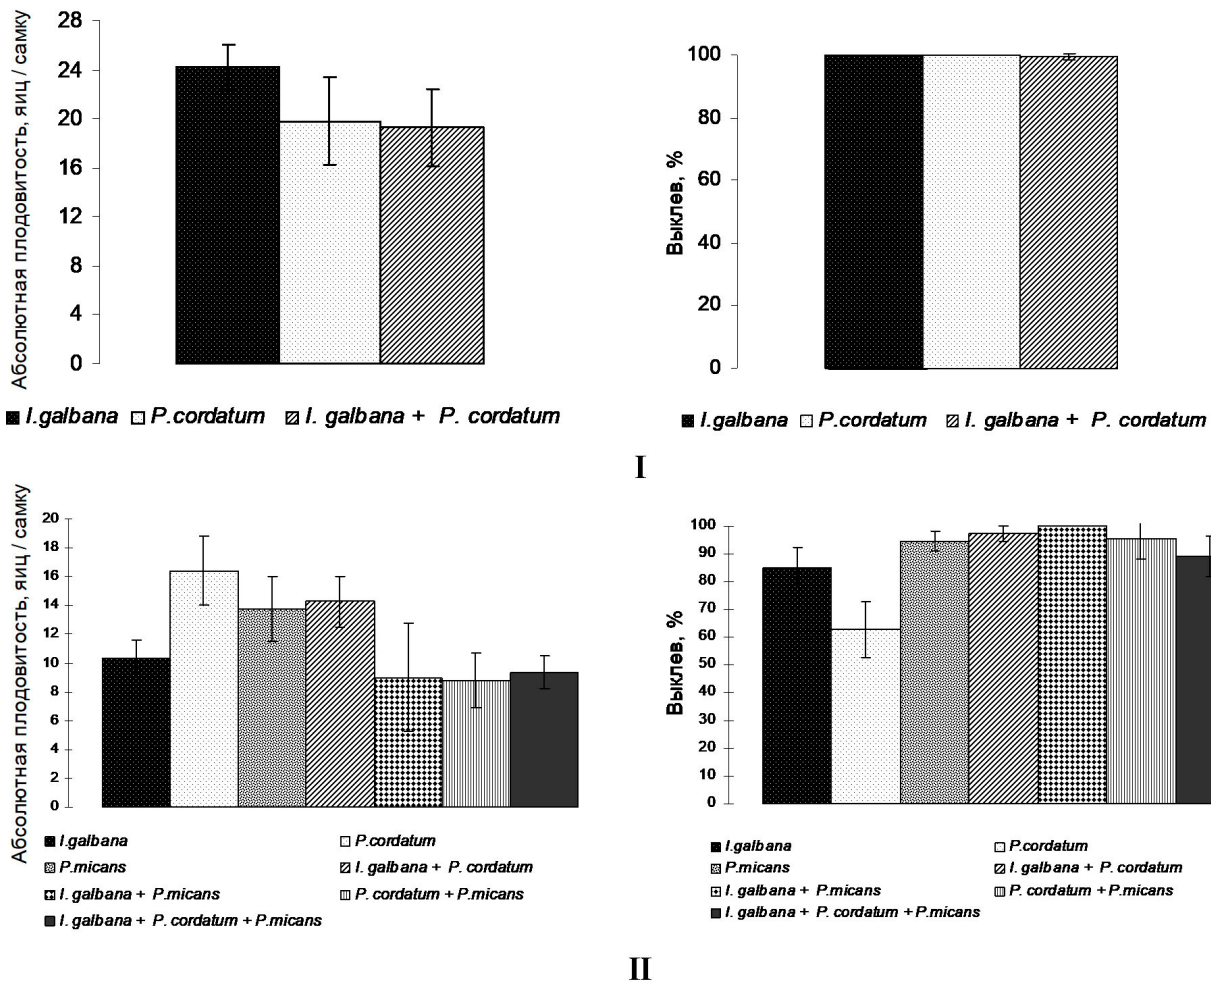 Абсолютная плодовитость, яиц / самку
28
24
20
16
12
8
4
0
I.galbana P.cordatum I. galbana + P. cordatum
Выклев, %
100
80
60
40
20
0
I.galbana P.cordatum I. galbana + P. cordatum
I
Абсолютная плодовитость, яиц / самку
20
18
16
14
12
10
8
6
4
2
0
I.galbana P.cordatum
P.micans I. galbana + P. cordatum
I. galbana + P.micans P. cordatum + P.micans
I. galbana + P. cordatum + P.micans
Выклев, %
100
90
80
70
60
50
40
30
20
10
0
I.galbana P.cordatum
P.micans I. galbana + P. cordatum
I. galbana + P.micans P. cordatum + P.micans
I. galbana + P. cordatum + P.micans
II